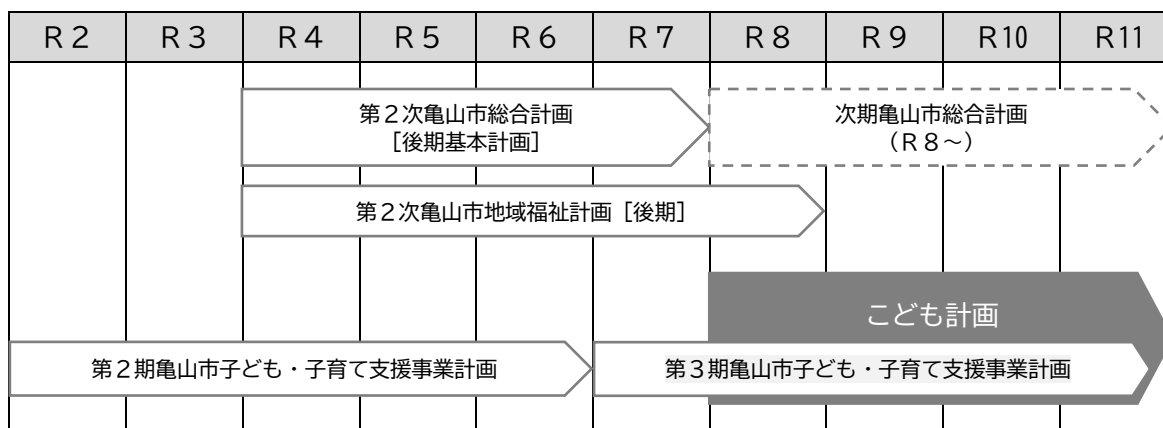 Ｒ２ Ｒ３ Ｒ４ Ｒ５ Ｒ６ Ｒ７ Ｒ８ Ｒ９ Ｒ10 Ｒ11
第２次亀山市総合計画
［後期基本計画］
次期亀山市総合計画
（Ｒ８～）
第２次亀山市地域福祉計画［後期］
こども計画
第２期亀山市子ども・子育て支援事業計画
第３期亀山市子ども・子育て支援事業計画